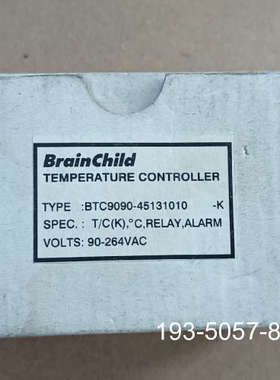 BrainChild
TEMPERATURE CONTROLLER
TYPE :BTC9090-45131010 -K
SPEC. : T/C(K),°C,RELAY,ALARM
VOLTS: 90-264VAC
193-5057-8